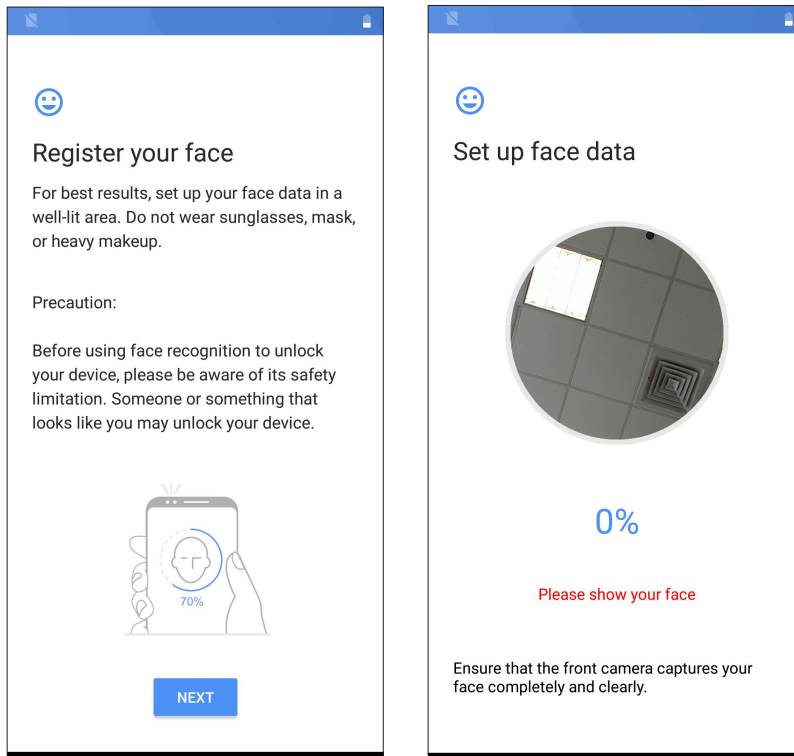 Register your face
For best results, set up your face data in a
well-lit area. Do not wear sunglasses, mask,
or heavy makeup.
Precaution:
Before using face recognition to unlock
your device, please be aware of its safety
limitation. Someone or something that
looks like you may unlock your device.
70%
NEXT
Set up face data
0%
Please show your face
Ensure that the front camera captures your
face completely and clearly.